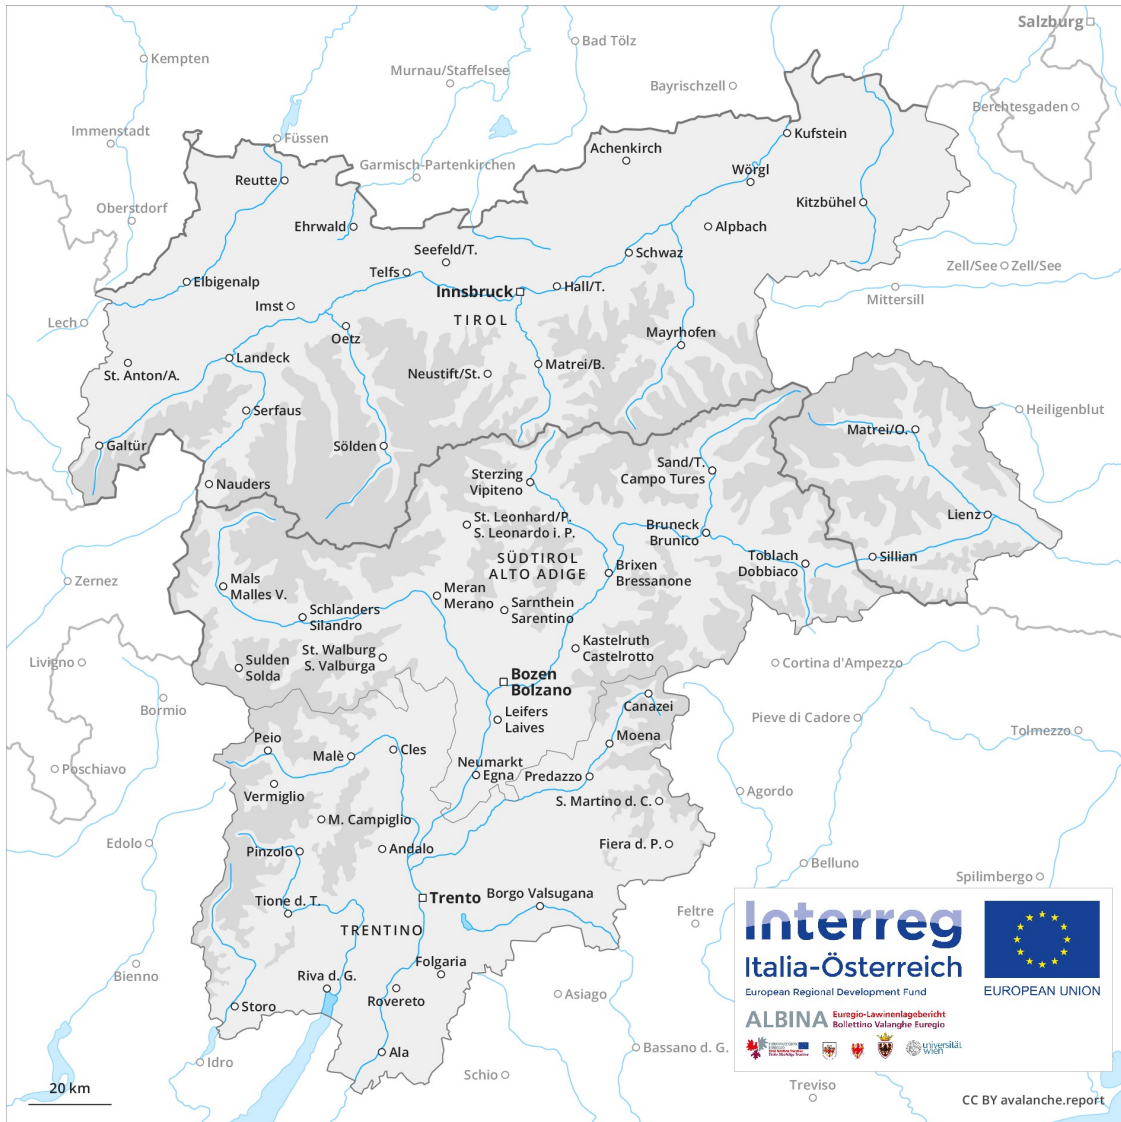 Salzburg
Bad Tölz
Kempten
Murnau/Staffelsee
Bayrischzell
Berchtesgaden
Immenstadt
Füssen
Kufstein
Achenkirch
Garmisch-Partenkirchen
Wörgl
Reutte
Kitzbühel
Oberstdorf
Ehrwald
Alpbach
Seefeld/T.
Schwaz
Telfs
Zell/See
Zell/See
Elbigenalp
Hall/T.
Innsbruck
Mittersill
Imst
TIROL
Lech
Oetz
Mayrhofen
Landeck
Matrei/B.
St. Anton/A.
Neustift/St.
Serfaus
Heiligenblut
Matrei/O.
Galtür
Sölden
Sand/T.
Campo Tures
Sterzing
Vipiteno
Nauders
St. Leonhard/P.
S. Leonardo i. P.
Lienz
Bruneck
Brunico
SÜDTIROL
ALTO ADIGE
Toblach
Dobbiaco
Sillian
Brixen
Bressanone
Zernez
Mals
Malles V.
Meran
Merano
Sarnthein
Sarentino
Schlanders
Silandro
Kastelruth
Castelrotto
St. Walburg
S. Valburga
Livigno
Sulden
Solda
Cortina d'Ampezzo
Bozen
Bolzano
Bormio
Canazei
Leifers
Laives
Pieve di Cadore
Tolmezzo
Moena
Peio
Malè
Cles
Poschiavo
Neumarkt
Egna
Predazzo
Vermiglio
Agordo
S. Martino d. C.
M. Campiglio
Edolo
Fiera d. P.
Pinzolo
Andalo
Belluno
Spilimbergo
Tione d. T.
Trento
Borgo Valsugana
Feltre
TRENTINO
Interreg
Italia-Österreich
European Regional Development Fund
EUROPEAN UNION
Folgaria
Bienno
Riva d. G.
Rovereto
Asiago
Storo
ALBINA
Euregio-Lawinenlagebericht
Bollettino Valanghe Euregio
universität
wien
Ala
Bassano d. G.
Idro
Schio
Treviso
20 km
CC BY avalanche.report